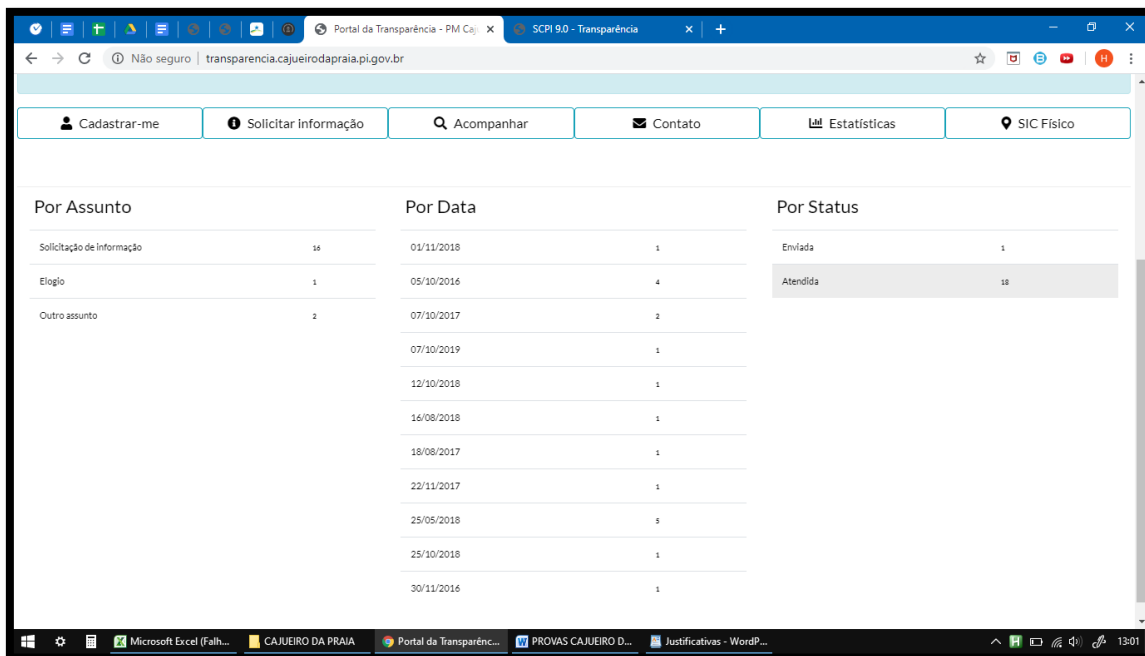 Portal da Transparência - PM Caj
SCPI 9.0 - Transparência
Não seguro | transparencia.cajueirodapraia.pi.gov.br
H
Cadastrar-me
Solicitar informação
Acompanhar
Contato
Estatísticas
SIC Físico
Por Assunto
Solicitação de informação 16
Elogio 1
Outro assunto 2
Por Data
01/11/2018 1
05/10/2016 4
07/10/2017 2
07/10/2019 1
12/10/2018 1
16/08/2018 1
18/08/2017 1
22/11/2017 1
25/05/2018 5
25/10/2018 1
30/11/2016 1
Por Status
Enviada 1
Atendida 18
Microsoft Excel (Falh...
CAJUEIRO DA PRAIA
Portal da Transparênc...
PROVAS CAJUEIRO D...
Justificativas - WordP...
13:01